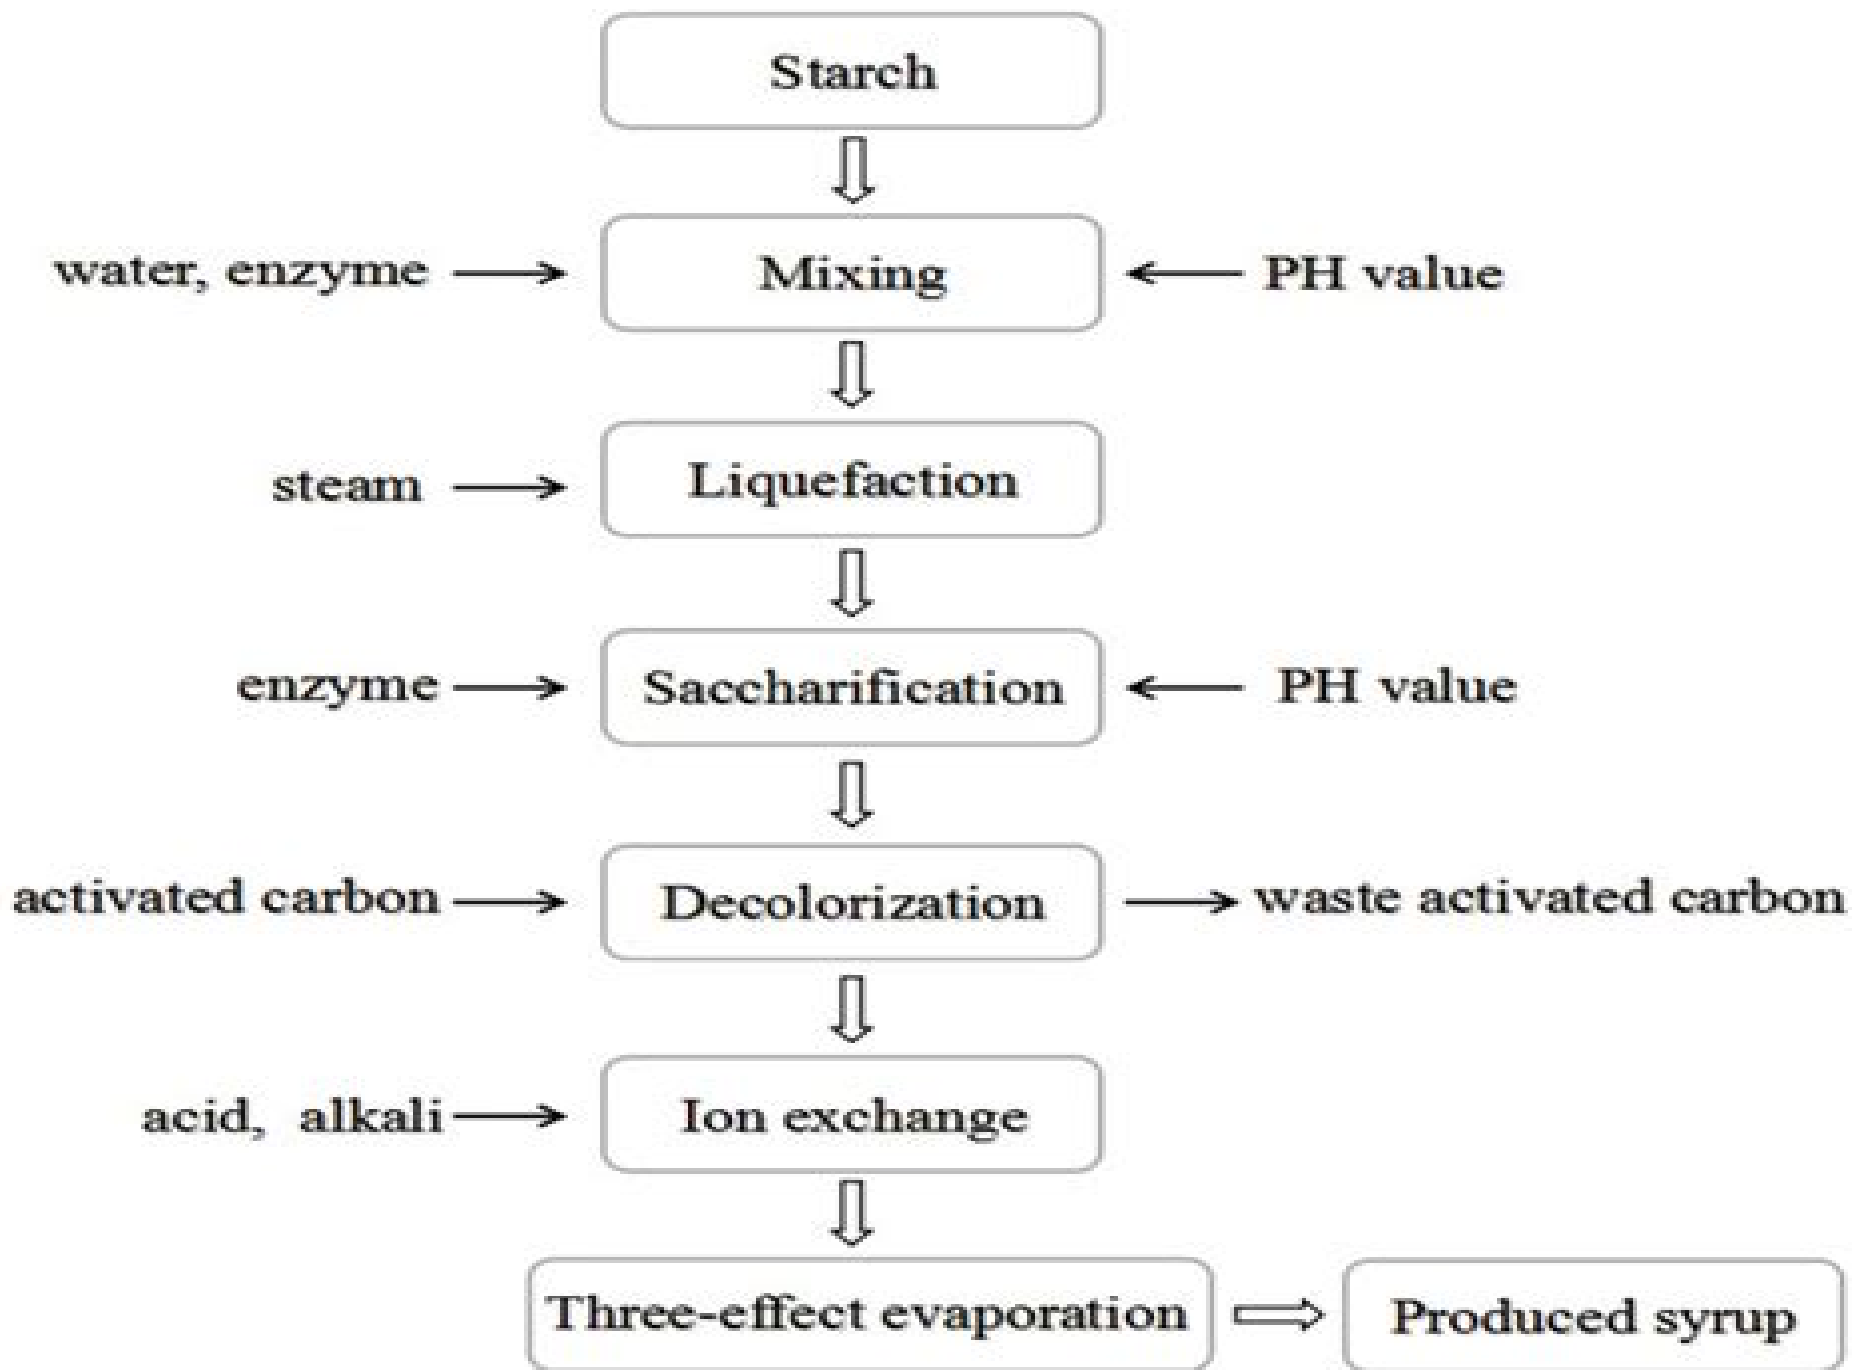 Starch
water, enzyme
Mixing
PH value
steam
Liquefaction
enzyme
Saccharification
PH value
activated carbon
Decolorization
waste activated carbon
acid, alkali
Ion exchange
Three-effect evaporation
Produced syrup